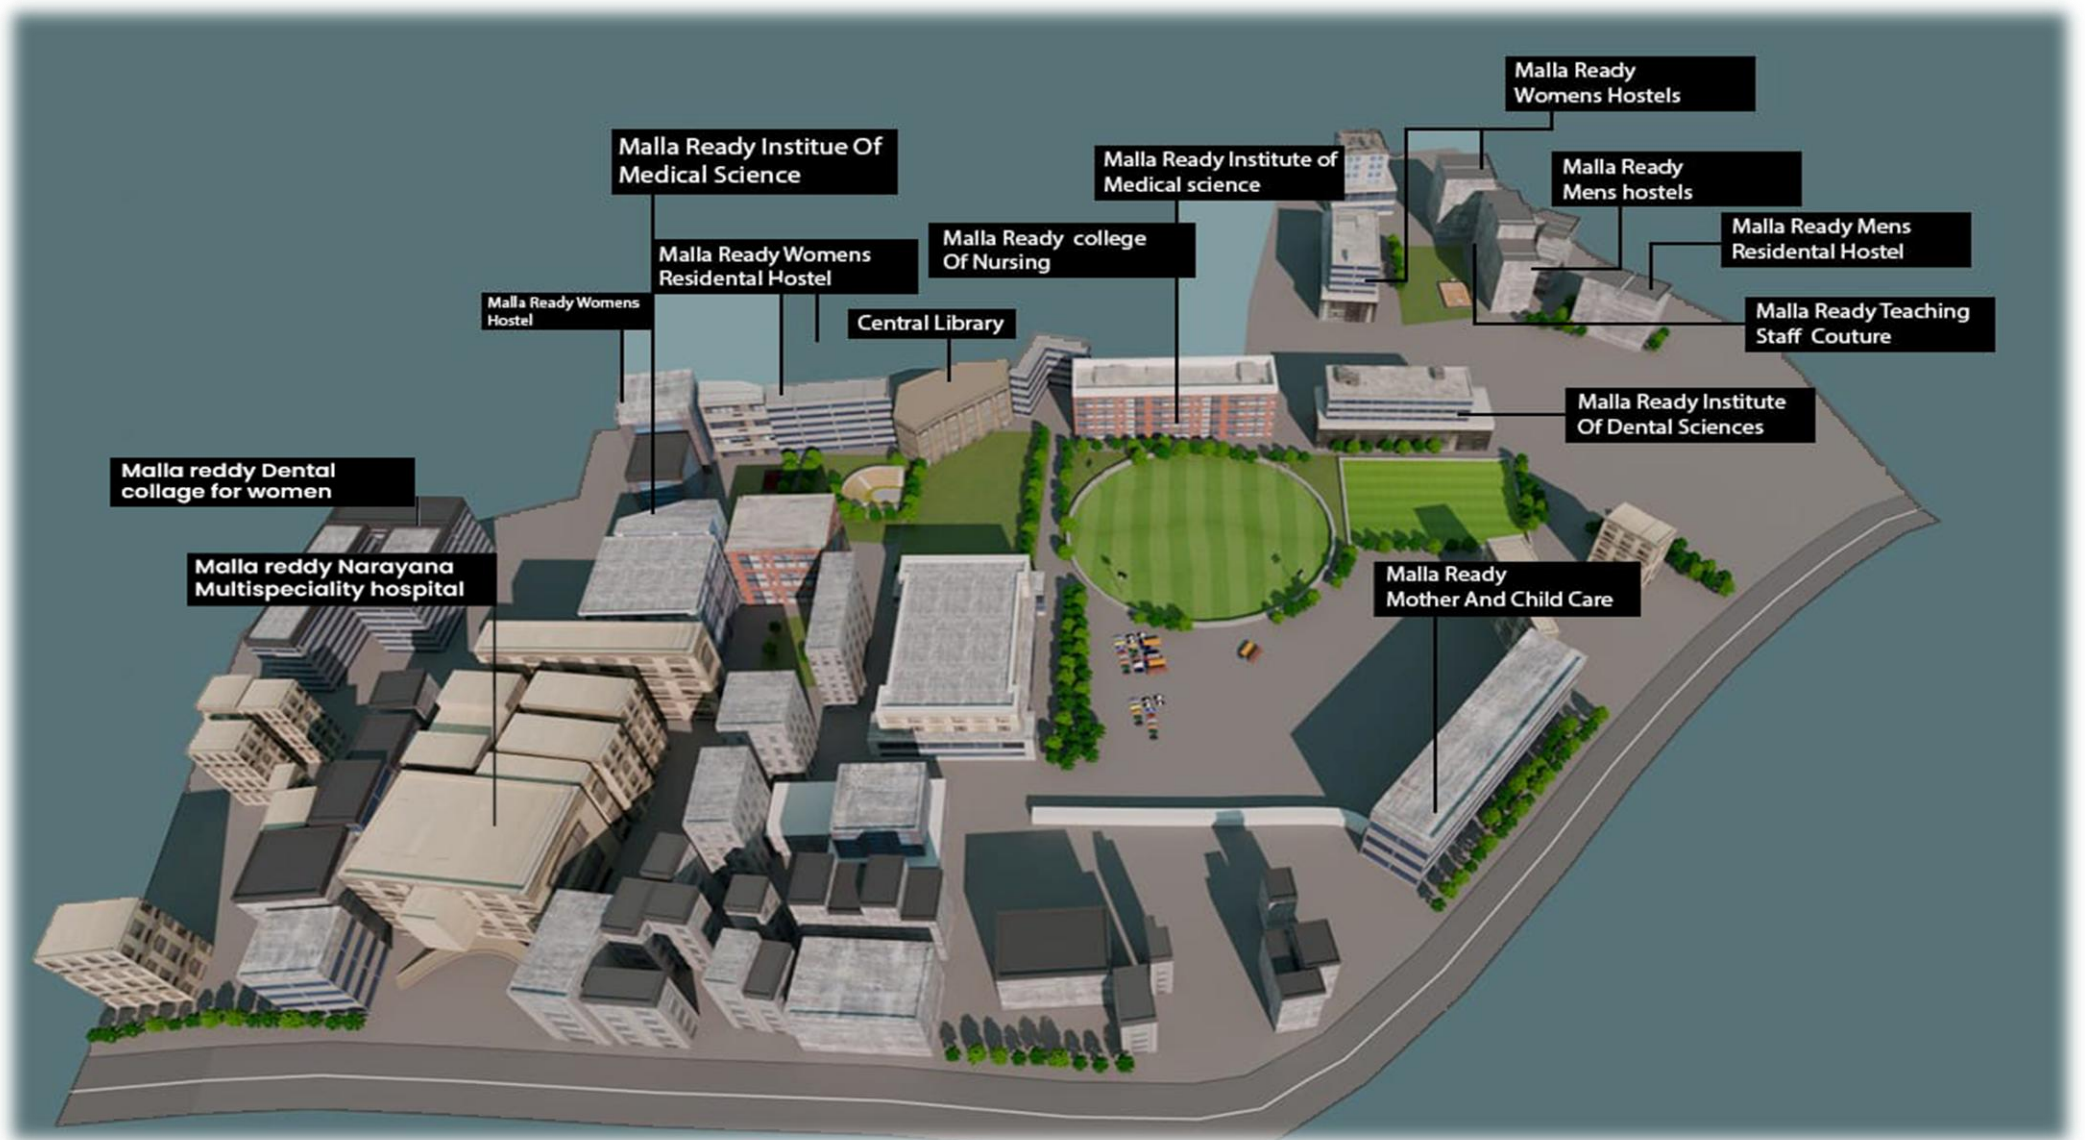 Malla Ready
Womens Hostels
Malla Ready Institue Of
Medical Science
Malla Ready Institute of
Medical science
Malla Ready
Mens hostels
Malla Ready Mens
Residental Hostel
Malla Ready college
Of Nursing
Malla Ready Womens
Residental Hostel
Malla Ready Womens
Hostel
Central Library
Malla Ready Teaching
Staff Couture
Malla Ready Institute
Of Dental Sciences
Malla reddy Dental
collage for women
Malla reddy Narayana
Multispeciality hospital
Malla Ready
Mother And Child Care